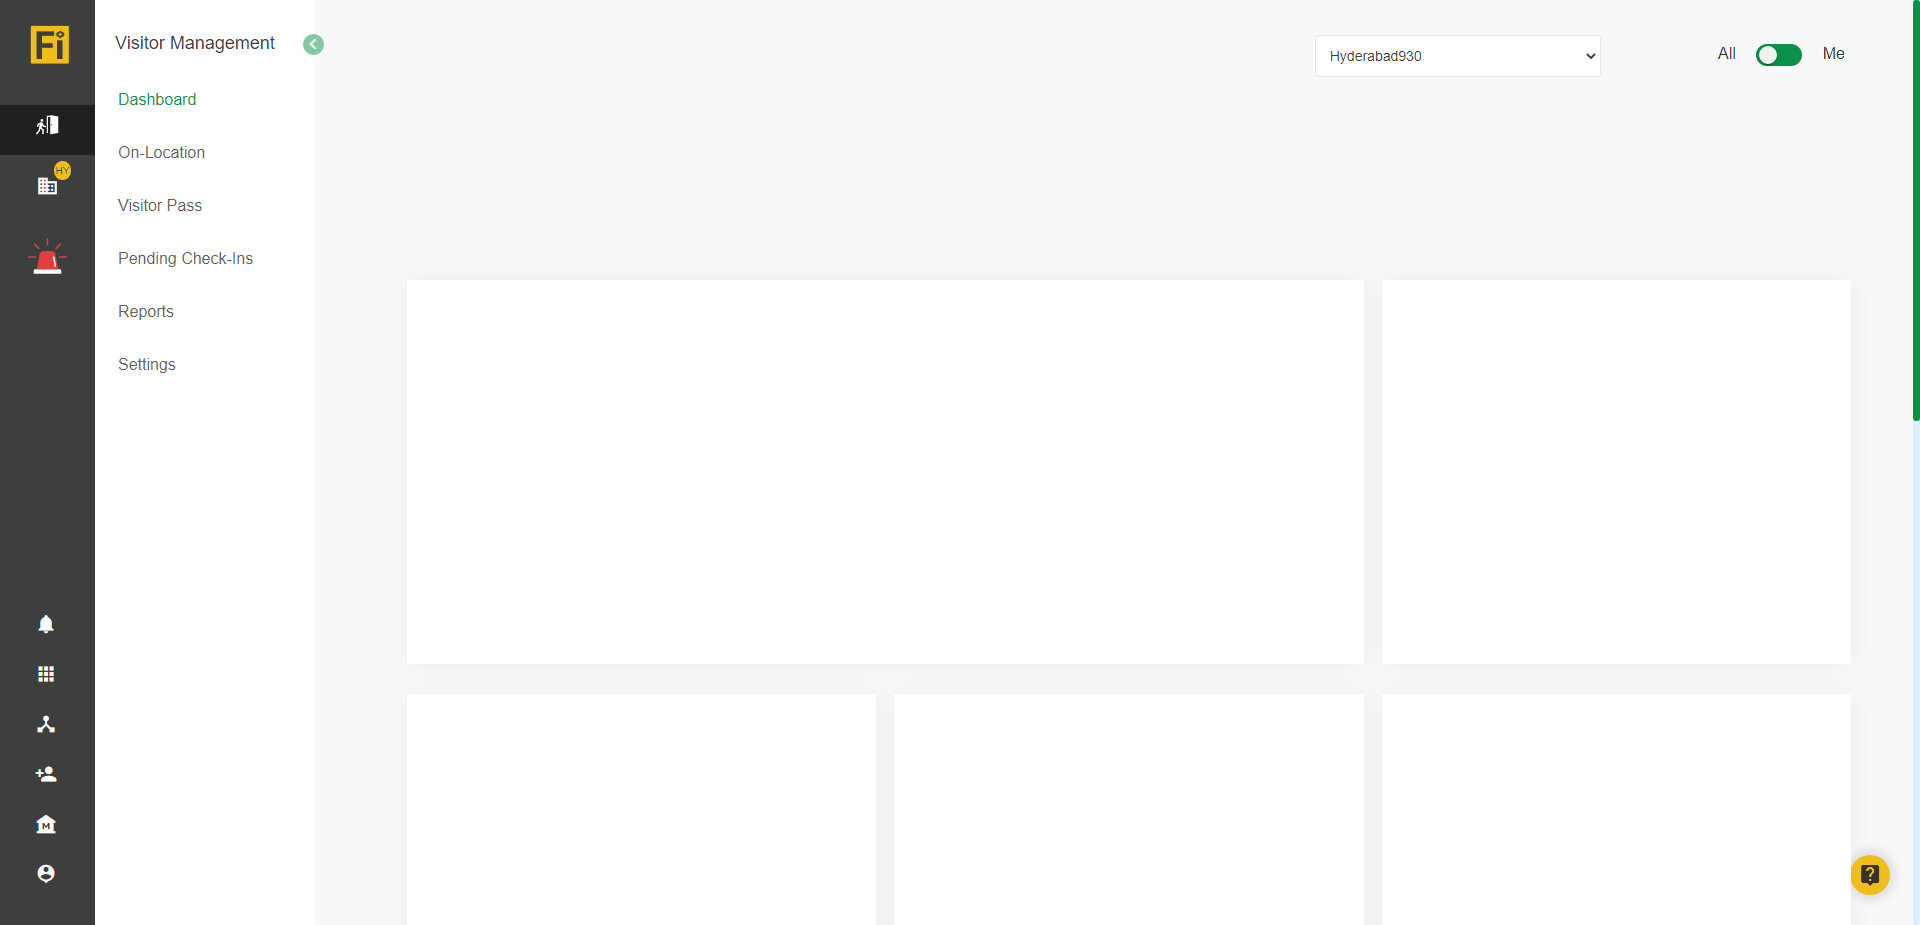 Fi
Visitor Management
Hyderabad930
All
Me
Dashboard
On-Location
HY
Visitor Pass
Pending Check-Ins
Reports
Settings
M
?